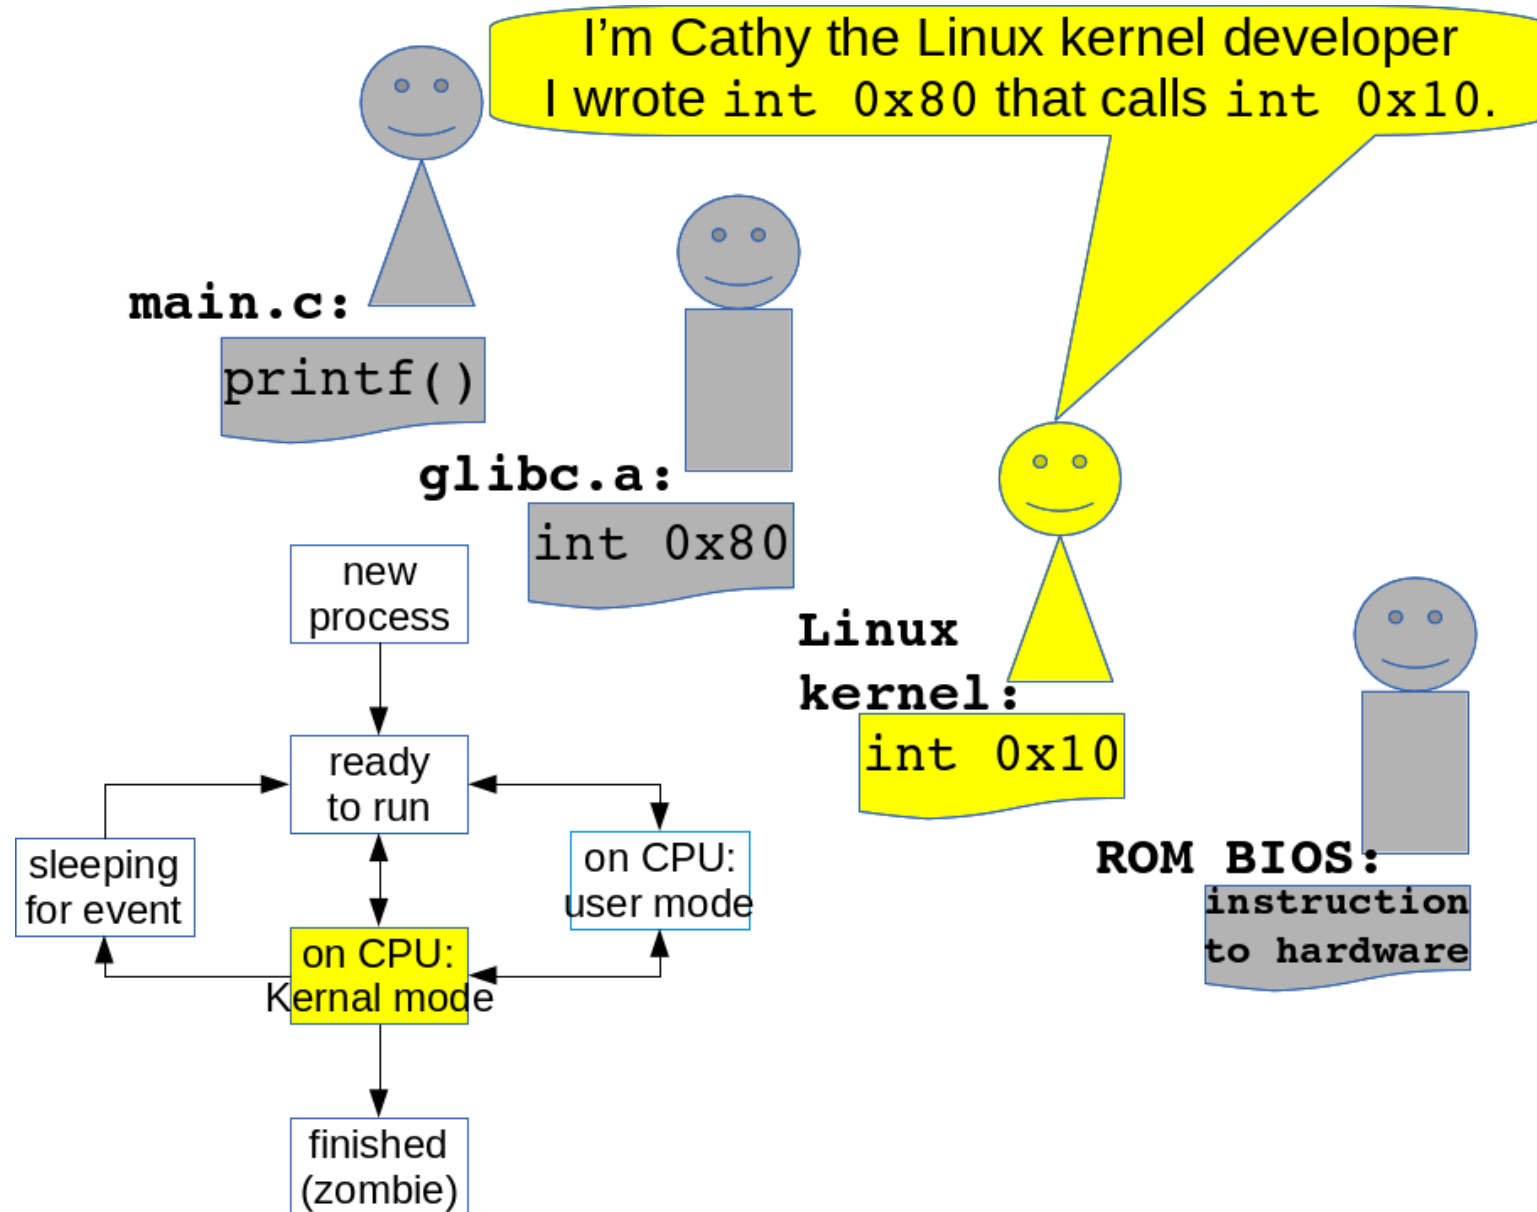 I'm Cathy the Linux kernel developer
I wrote int 0x80 that calls int 0x10.
main.c:
printf()
glibc.a:
int 0x80
Linux
kernel:
int 0x10
ROM BIOS:
instruction
to hardware
new
process
ready
to run
sleeping
for event
on CPU:
user mode
on CPU:
Kernal mode
finished
(zombie)